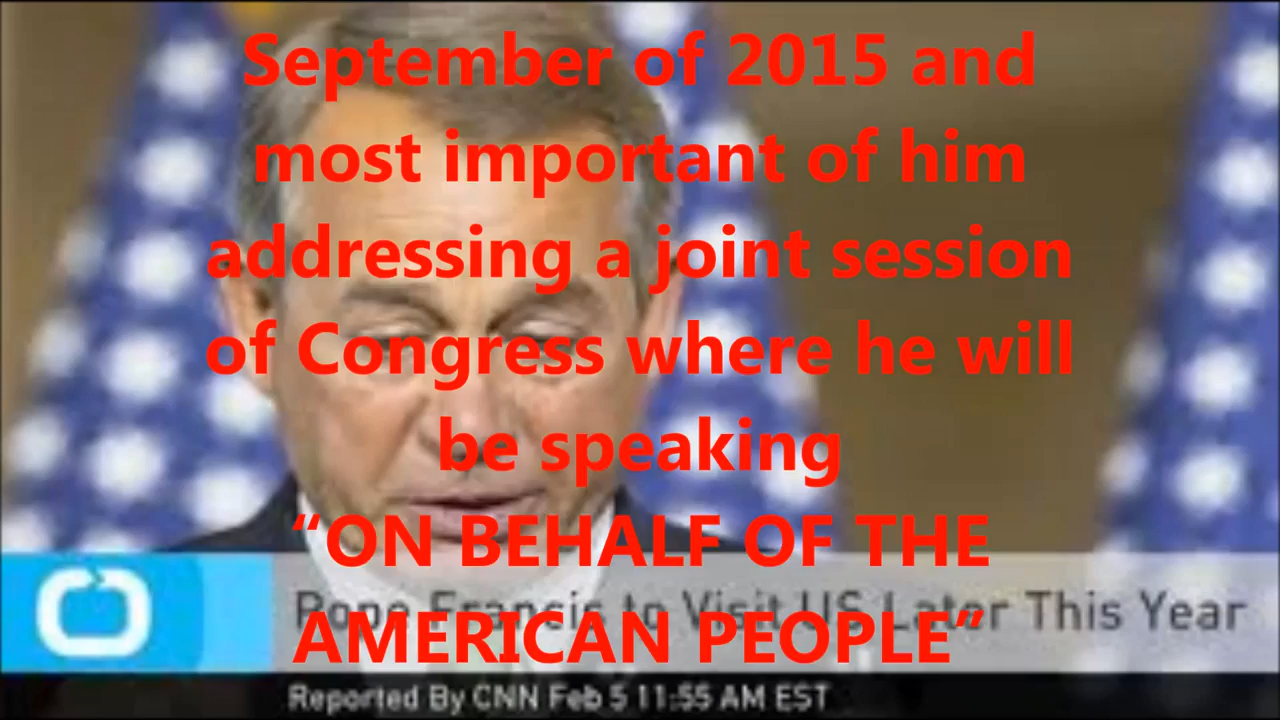 September of 2015 and
most important of him
addressing a joint session
of Congress where he will
be speaking
“ON BEHALF OF THE
AMERICAN PEOPLE”
Pope Francis to Visit US Later This Year
Reported By CNN Feb 5 11:55 AM EST